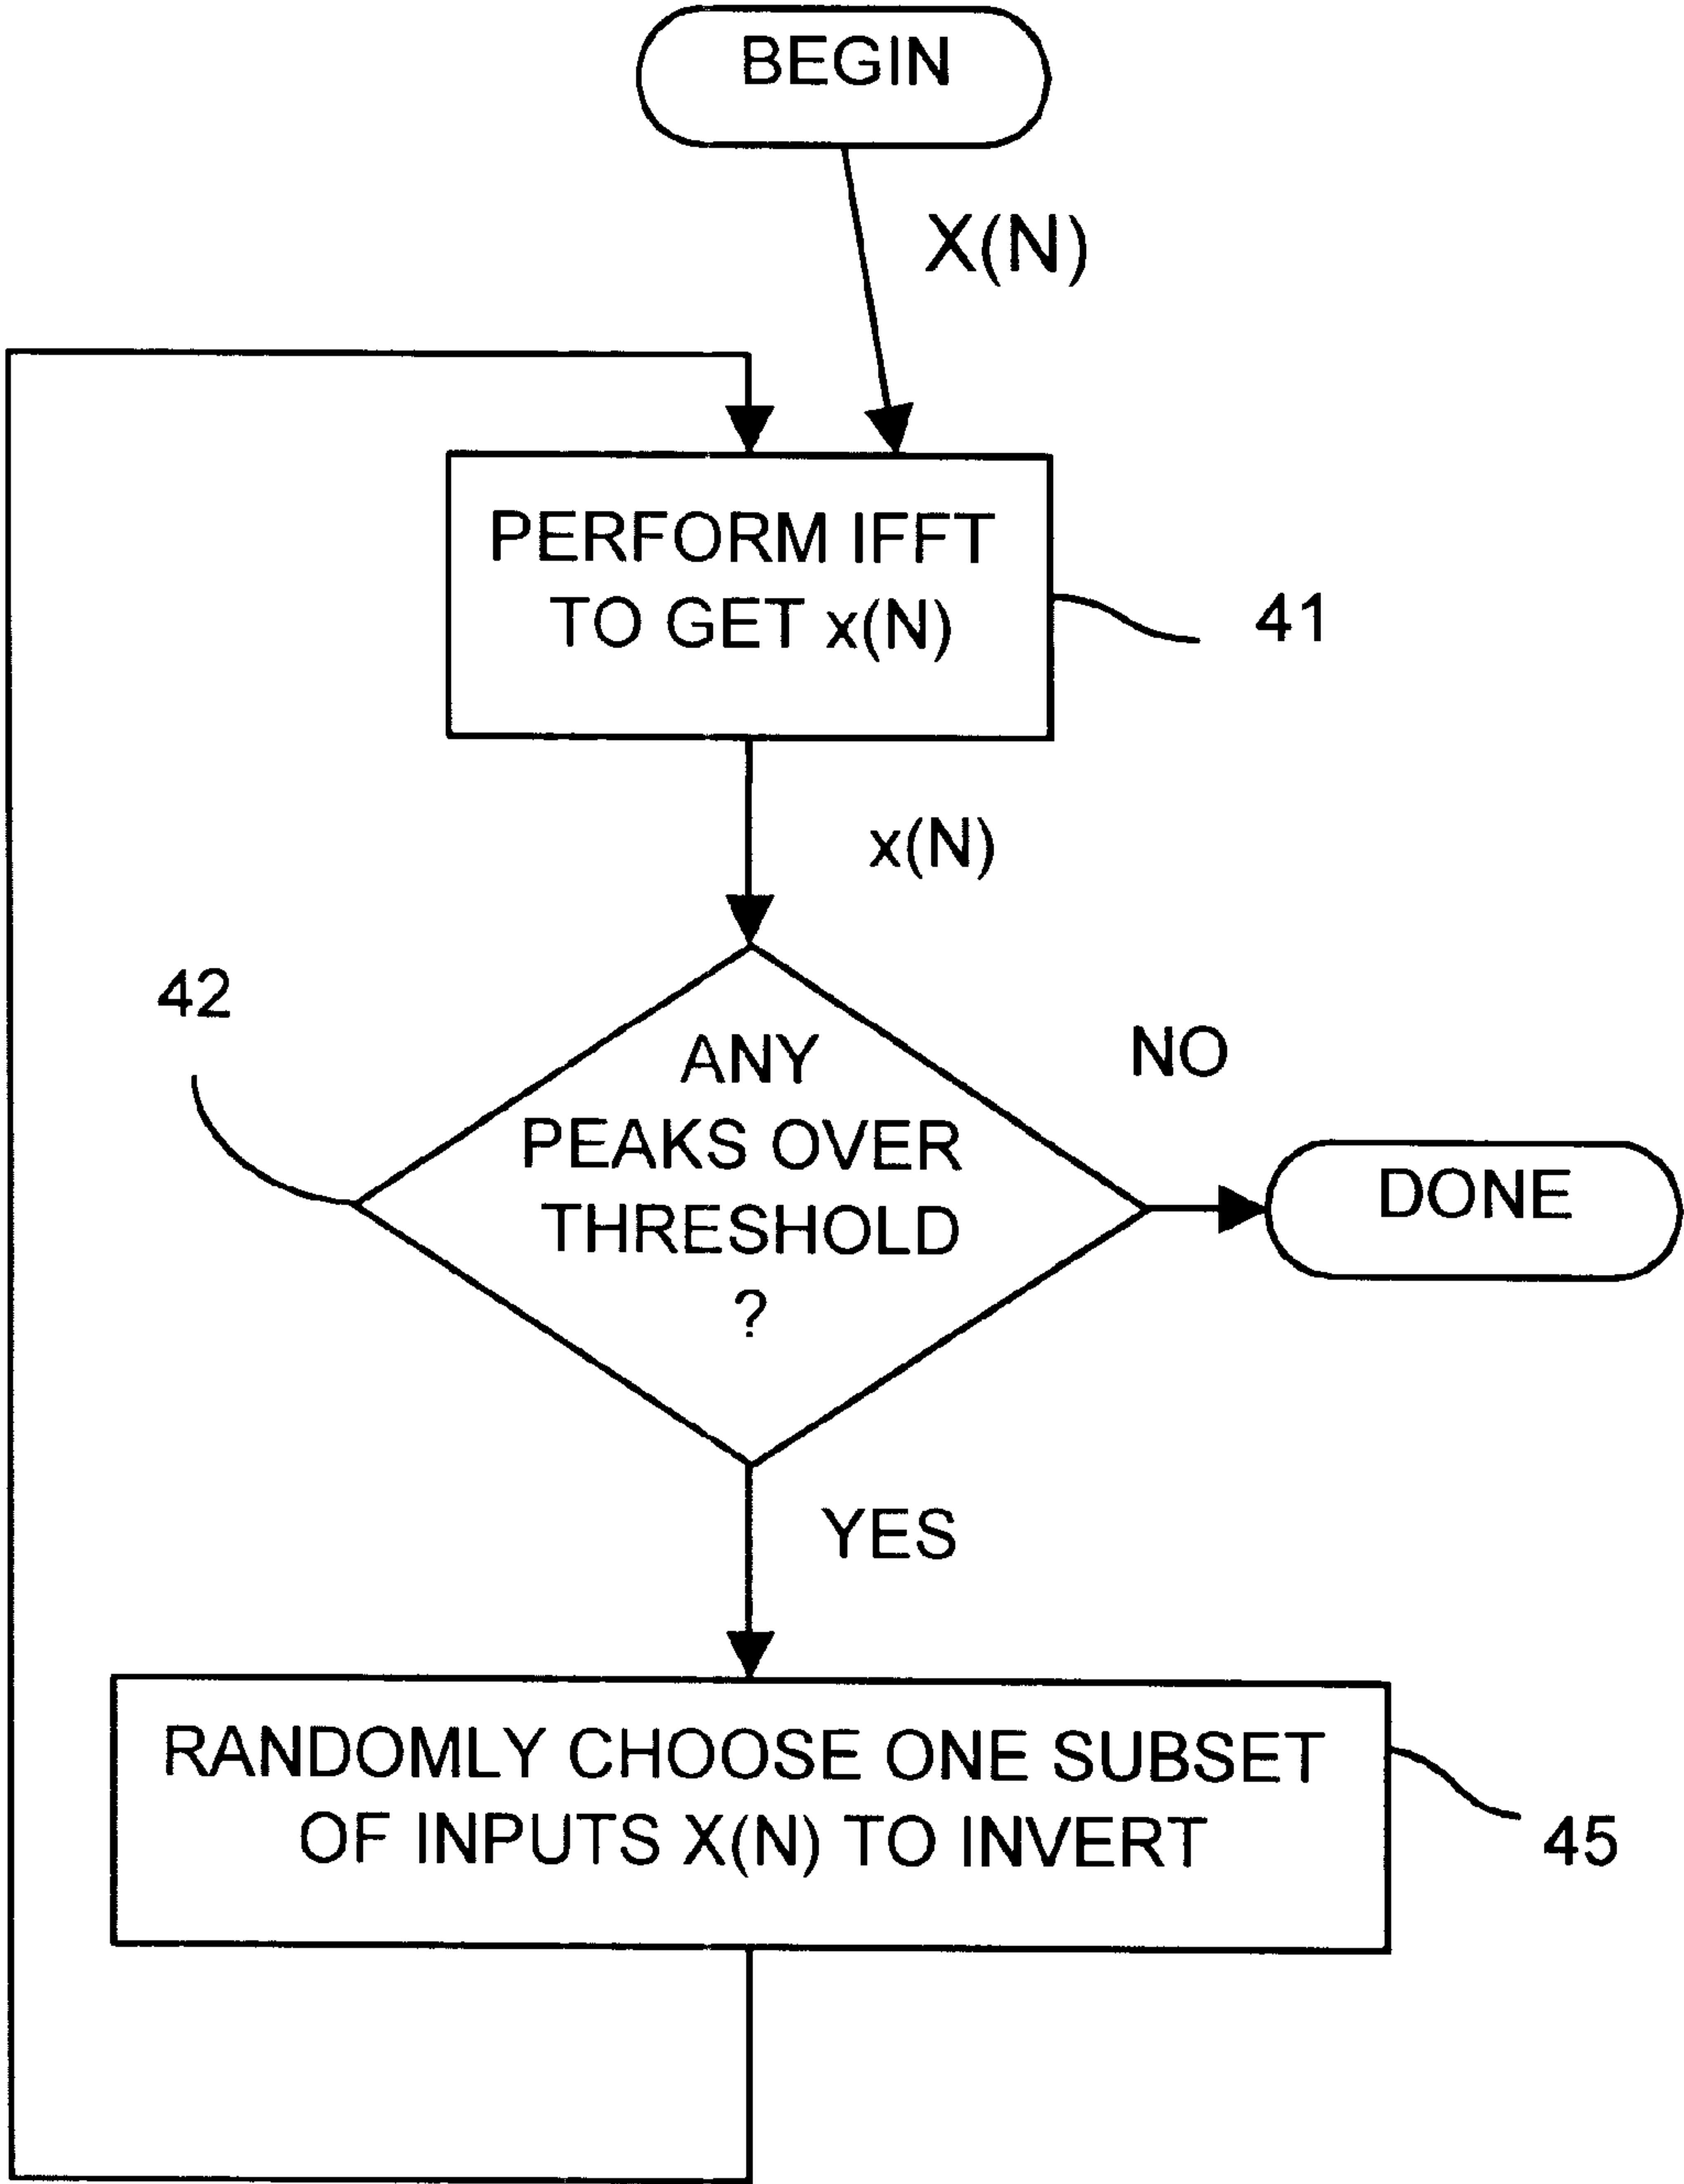 BEGIN
X(N)
PERFORM IFFT
TO GET x(N)
41
x(N)
42
ANY
PEAKS OVER
THRESHOLD
?
NO
DONE
YES
RANDOMLY CHOOSE ONE SUBSET
OF INPUTS X(N) TO INVERT
45